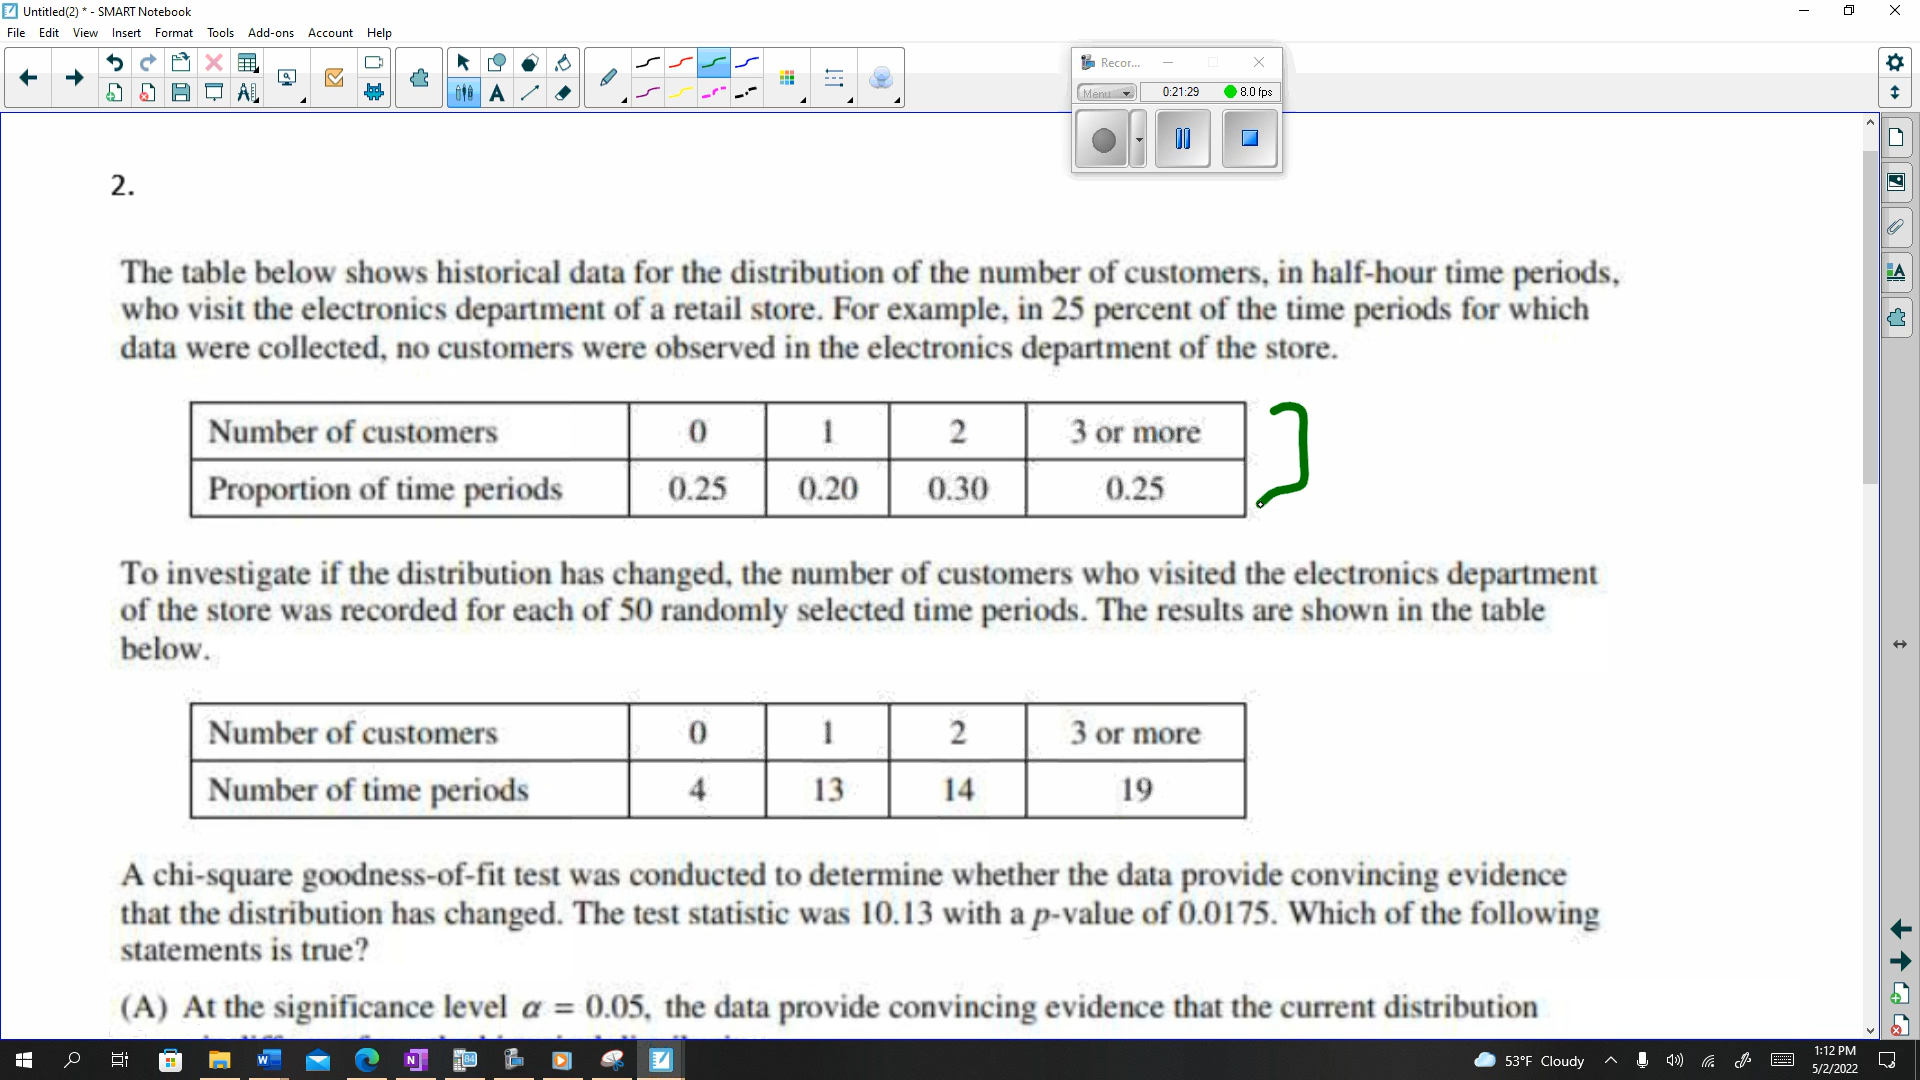 Untitled(2) * - SMART Notebook
File Edit View Insert Format Tools Add-ons Account Help
Recor...
Menu 0:21:29 8.0 fps
2.
The table below shows historical data for the distribution of the number of customers, in half-hour time periods,
who visit the electronics department of a retail store. For example, in 25 percent of the time periods for which
data were collected, no customers were observed in the electronics department of the store.
Number of customers 0 1 2 3 or more
Proportion of time periods 0.25 0.20 0.30 0.25
To investigate if the distribution has changed, the number of customers who visited the electronics department
of the store was recorded for each of 50 randomly selected time periods. The results are shown in the table
below.
Number of customers 0 1 2 3 or more
Number of time periods 4 13 14 19
A chi-square goodness-of-fit test was conducted to determine whether the data provide convincing evidence
that the distribution has changed. The test statistic was 10.13 with a p-value of 0.0175. Which of the following
statements is true?
(A) At the significance level α = 0.05, the data provide convincing evidence that the current distribution
53°F Cloudy
1:12 PM
5/2/2022